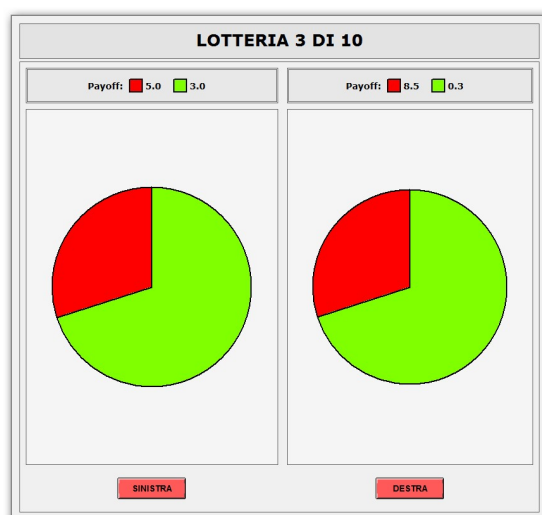 LOTTERIA 3 DI 10
Payoff: 5.0 3.0
Payoff: 8.5 0.3
SINISTRA
DESTRA